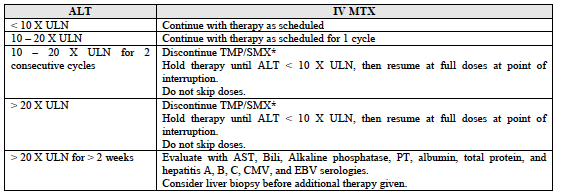 ALT IV MTX
< 10 X ULN Continue with therapy as scheduled
10 – 20 X ULN Continue with therapy as scheduled for 1 cycle
10 – 20 X ULN for 2 Discontinue TMP/SMX*
consecutive cycles Hold therapy until ALT < 10 X ULN, then resume at full doses at point of
interruption.
Do not skip doses.
> 20 X ULN Discontinue TMP/SMX*
Hold therapy until ALT < 10 X ULN, then resume at full doses at point of
interruption.
Do not skip doses.
> 20 X ULN for > 2 weeks Evaluate with AST, Bili, Alkaline phosphatase, PT, albumin, total protein, and
hepatitis A, B, C, CMV, and EBV serologies.
Consider liver biopsy before additional therapy given.